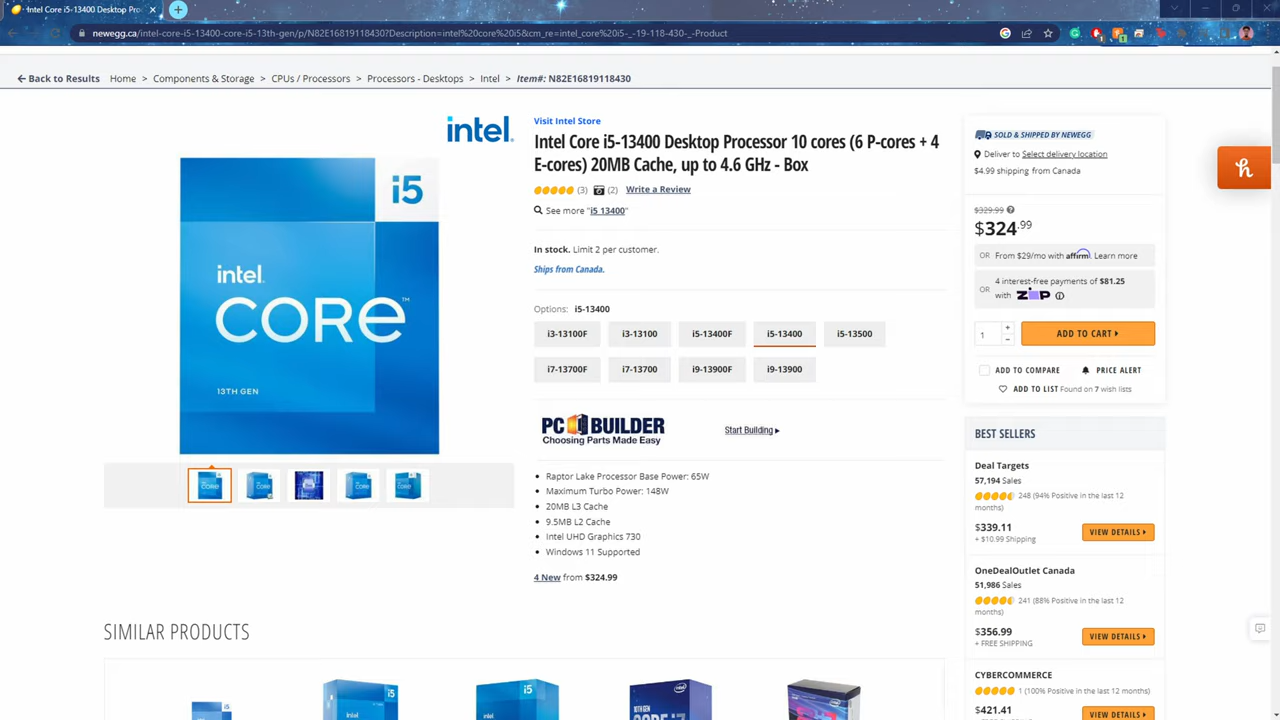 Intel Core i5-13400 Desktop Pro
newegg.ca/intel-core-i5-13400-core-i5-13th-gen/p/N82E16819118430?Description=intel%20core%20i5&cm_re=intel_core%20i5-_-19-118-430-_-Product
Back to Results Home > Components & Storage > CPUs / Processors > Processors - Desktops > Intel > Item#: N82E16819118430
intel.
i5
intel.
CORE™
13TH GEN
Visit Intel Store
Intel Core i5-13400 Desktop Processor 10 cores (6 P-cores + 4
E-cores) 20MB Cache, up to 4.6 GHz - Box
(3) (2) Write a Review
See more "i5 13400"
In stock. Limit 2 per customer.
Ships from Canada.
Options: i5-13400
i3-13100F i3-13100 i5-13400F i5-13400 i5-13500
i7-13700F i7-13700 i9-13900F i9-13900
PC BUILDER
Choosing Parts Made Easy
Start Building
Raptor Lake Processor Base Power: 65W
Maximum Turbo Power: 148W
20MB L3 Cache
9.5MB L2 Cache
Intel UHD Graphics 730
Windows 11 Supported
4 New from $324.99
SOLD & SHIPPED BY NEWEGG
Deliver to Select delivery location
$4.99 shipping from Canada
$329.99
$324.99
OR From $29/mo with affirm. Learn more
OR 4 interest-free payments of $81.25
with ZIP
1 ADD TO CART
ADD TO COMPARE PRICE ALERT
ADD TO LIST Found on 7 wish lists
BEST SELLERS
Deal Targets
57,194 Sales
248 (94% Positive in the last 12
months)
$339.11
+ $10.99 Shipping
VIEW DETAILS
OneDealOutlet Canada
51,986 Sales
241 (88% Positive in the last 12
months)
$356.99
+ FREE SHIPPING
VIEW DETAILS
CYBERCOMMERCE
1 (100% Positive in the last 12 months)
$421.41
VIEW DETAILS
SIMILAR PRODUCTS
i5
i5
intel
10TH GEN